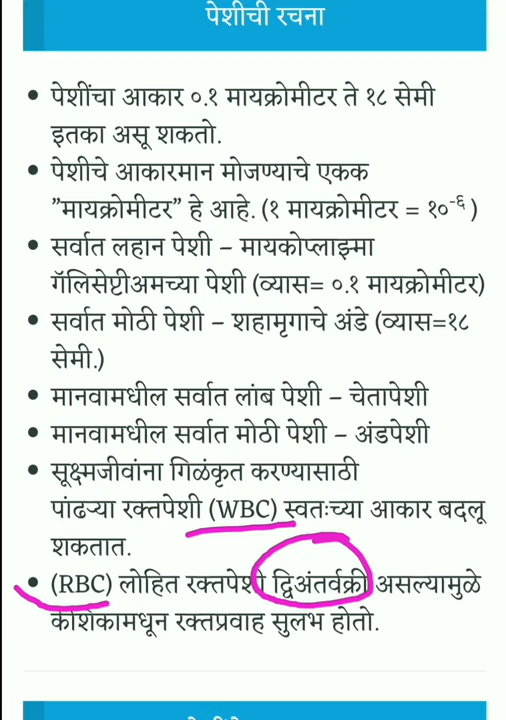 पेशीची रचना
• पेशींचा आकार ०.१ मायक्रोमीटर ते १८ सेमी
इतका असू शकतो.
• पेशीचे आकारमान मोजण्याचे एकक
”मायक्रोमीटर” हे आहे. (१ मायक्रोमीटर = १०⁻⁶)
• सर्वात लहान पेशी – मायकोप्लाझ्मा
गॅलिसेप्टीअमच्या पेशी (व्यास= ०.१ मायक्रोमीटर)
• सर्वात मोठी पेशी – शहामृगाचे अंडे (व्यास=१८
सेमी.)
• मानवामधील सर्वात लांब पेशी – चेतापेशी
• मानवामधील सर्वात मोठी पेशी – अंडपेशी
• सूक्ष्मजीवांना गिळंकृत करण्यासाठी
पांढऱ्या रक्तपेशी (WBC) स्वतःच्या आकार बदलू
शकतात.
• (RBC) लोहित रक्तपेशी द्विअंतर्वक्री असल्यामुळे
केशिकामधून रक्तप्रवाह सुलभ होतो.